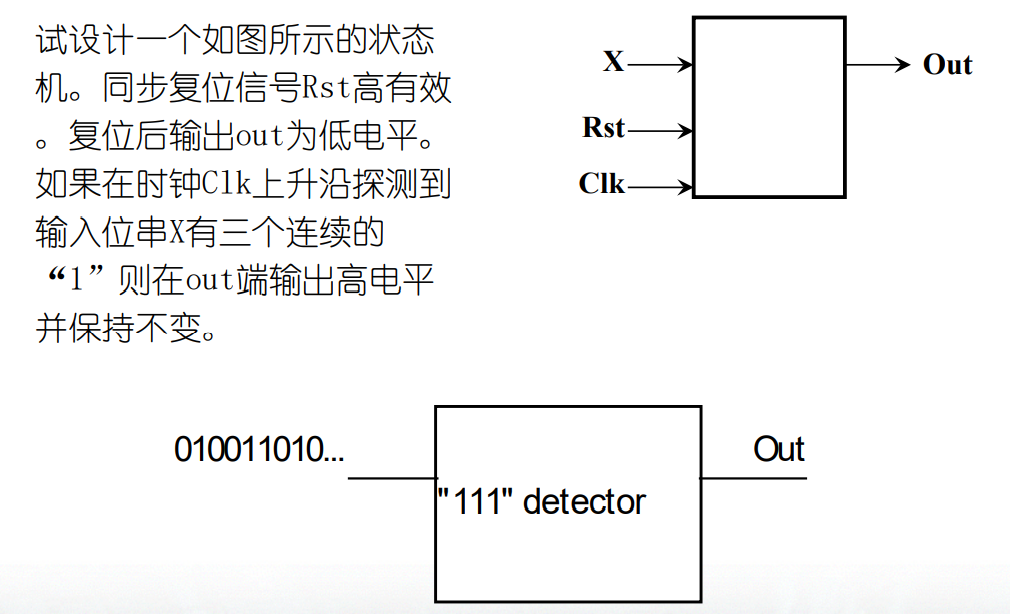 试设计一个如图所示的状态
机。同步复位信号Rst高有效
。复位后输出out为低电平。
如果在时钟Clk上升沿探测到
输入位串X有三个连续的
“1”则在out端输出高电平
并保持不变。
X
Out
Rst
Clk
010011010...
Out
"111" detector